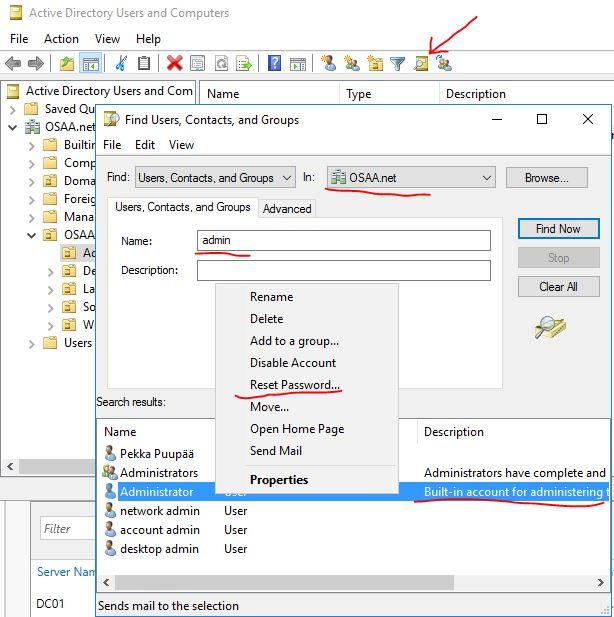 Active Directory Users and Computers
File Action View Help
Active Directory Users and Com
Name Type Description
Saved Qu
OSAA.net
Builtin
Comp
Doma
Foreig
Mana
OSAA
Ad
De
La
So
W
Users
Find Users, Contacts, and Groups
File Edit View
Find: Users, Contacts, and Groups In: OSAA.net Browse...
Users, Contacts, and Groups Advanced
Name: admin
Description:
Find Now
Stop
Clear All
Rename
Delete
Add to a group...
Disable Account
Reset Password...
Move...
Open Home Page
Send Mail
Properties
Search results:
Name Description
Pekka Puupää
Administrators Administrators have complete and
Administrator User Built-in account for administering t
network admin User
account admin User
desktop admin User
Sends mail to the selection
Filter
Server Nam
DC01